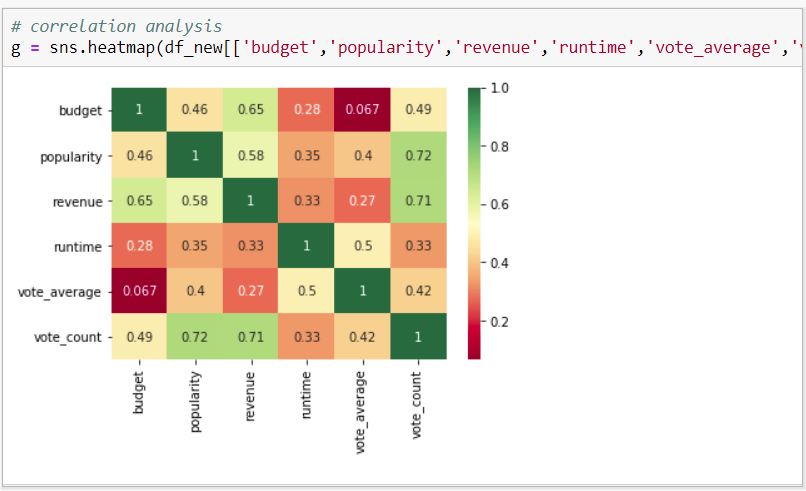 # correlation analysis
g = sns.heatmap(df_new[['budget','popularity','revenue','runtime','vote_average','
budget 1 0.46 0.65 0.28 0.067 0.49
popularity 0.46 1 0.58 0.35 0.4 0.72
revenue 0.65 0.58 1 0.33 0.27 0.71
runtime 0.28 0.35 0.33 1 0.5 0.33
vote_average 0.067 0.4 0.27 0.5 1 0.42
vote_count 0.49 0.72 0.71 0.33 0.42 1
budget
popularity
revenue
runtime
vote_average
vote_count
1.0
0.8
0.6
0.4
0.2